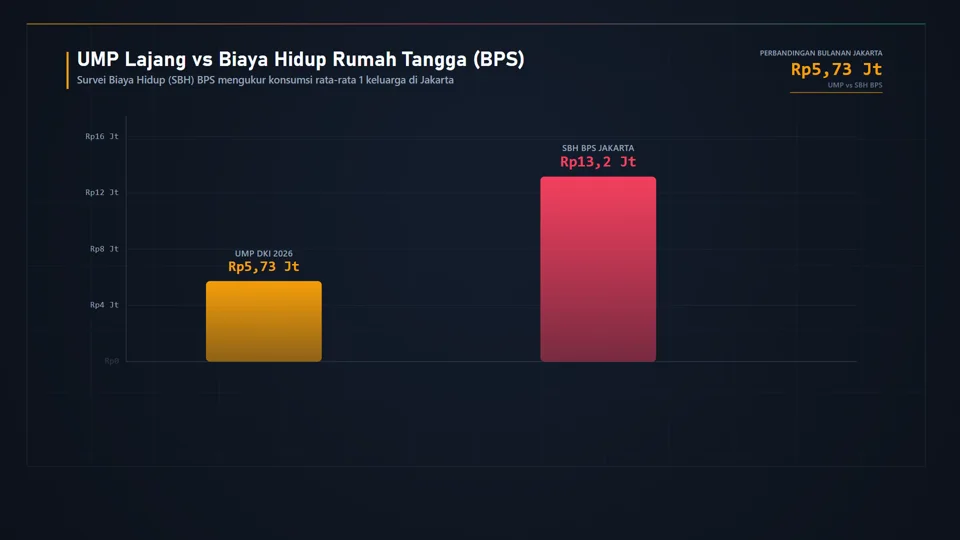 UMP Lajang vs Biaya Hidup Rumah Tangga (BPS)
Survei Biaya Hidup (SBH) BPS mengukur konsumsi rata-rata 1 keluarga di Jakarta
PERBANDINGAN BULANAN JAKARTA
Rp5,73 Jt
UMP vs SBH BPS
Rp16 Jt
Rp12 Jt
Rp8 Jt
Rp4 Jt
Rp0
UMP DKI 2026
Rp5,73 Jt
SBH BPS JAKARTA
Rp13,2 Jt